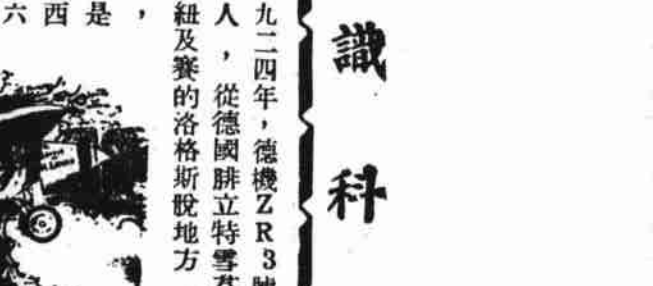 識科
九二四年，德機ZR3
人，從德國腓立特雪
紐及賽的洛格斯脫地方
，
是
西
六